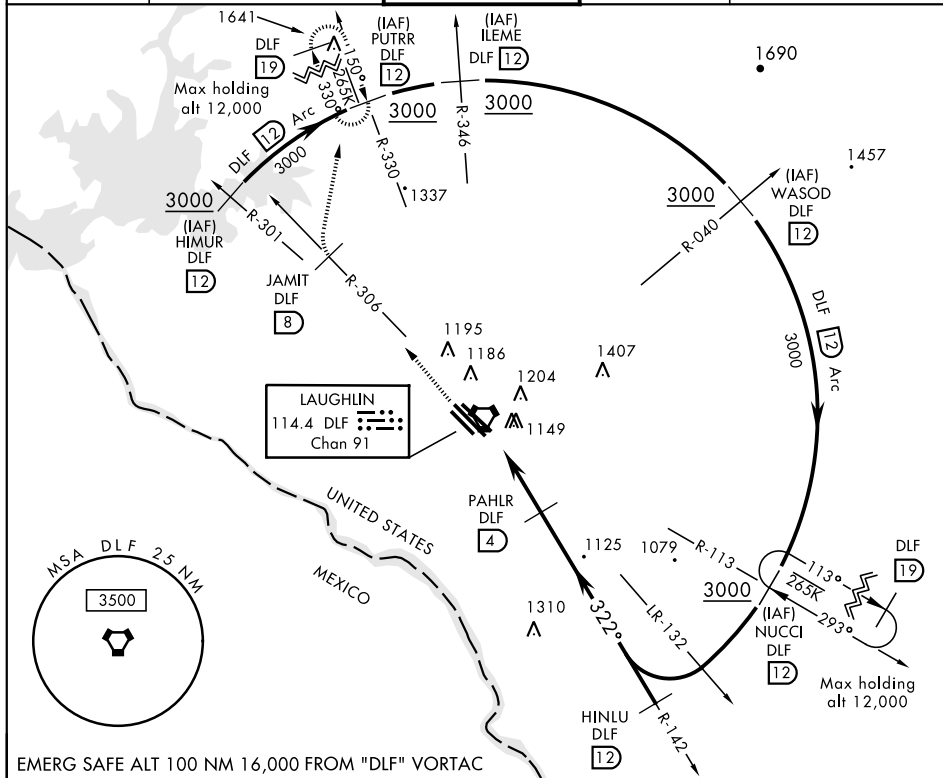 1641
DLF
19
Max holding
alt 12,000
150°
265K
330°
(IAF)
PUTRR
DLF
12
3000
(IAF)
ILEME
DLF 12
3000
R-346
R-330
1337
1690
1457
(IAF)
WASOD
DLF
12
3000
R-040
DLF 12 Arc
3000
3000
(IAF)
HIMUR
DLF
12
R-301
DLF 12 Arc
3000
JAMIT
DLF
8
R-306
1195
1186
1204
1407
1149
LAUGHLIN
114.4 DLF
Chan 91
UNITED STATES
MEXICO
PAHLR
DLF
4
1125
1079
1310
322°
LR-132
R-113
113°
265K
293°
DLF
19
3000
(IAF)
NUCCI
DLF
12
Max holding
alt 12,000
HINLU
DLF
12
R-142
MSA DLF 25 NM
3500
EMERG SAFE ALT 100 NM 16,000 FROM "DLF" VORTAC